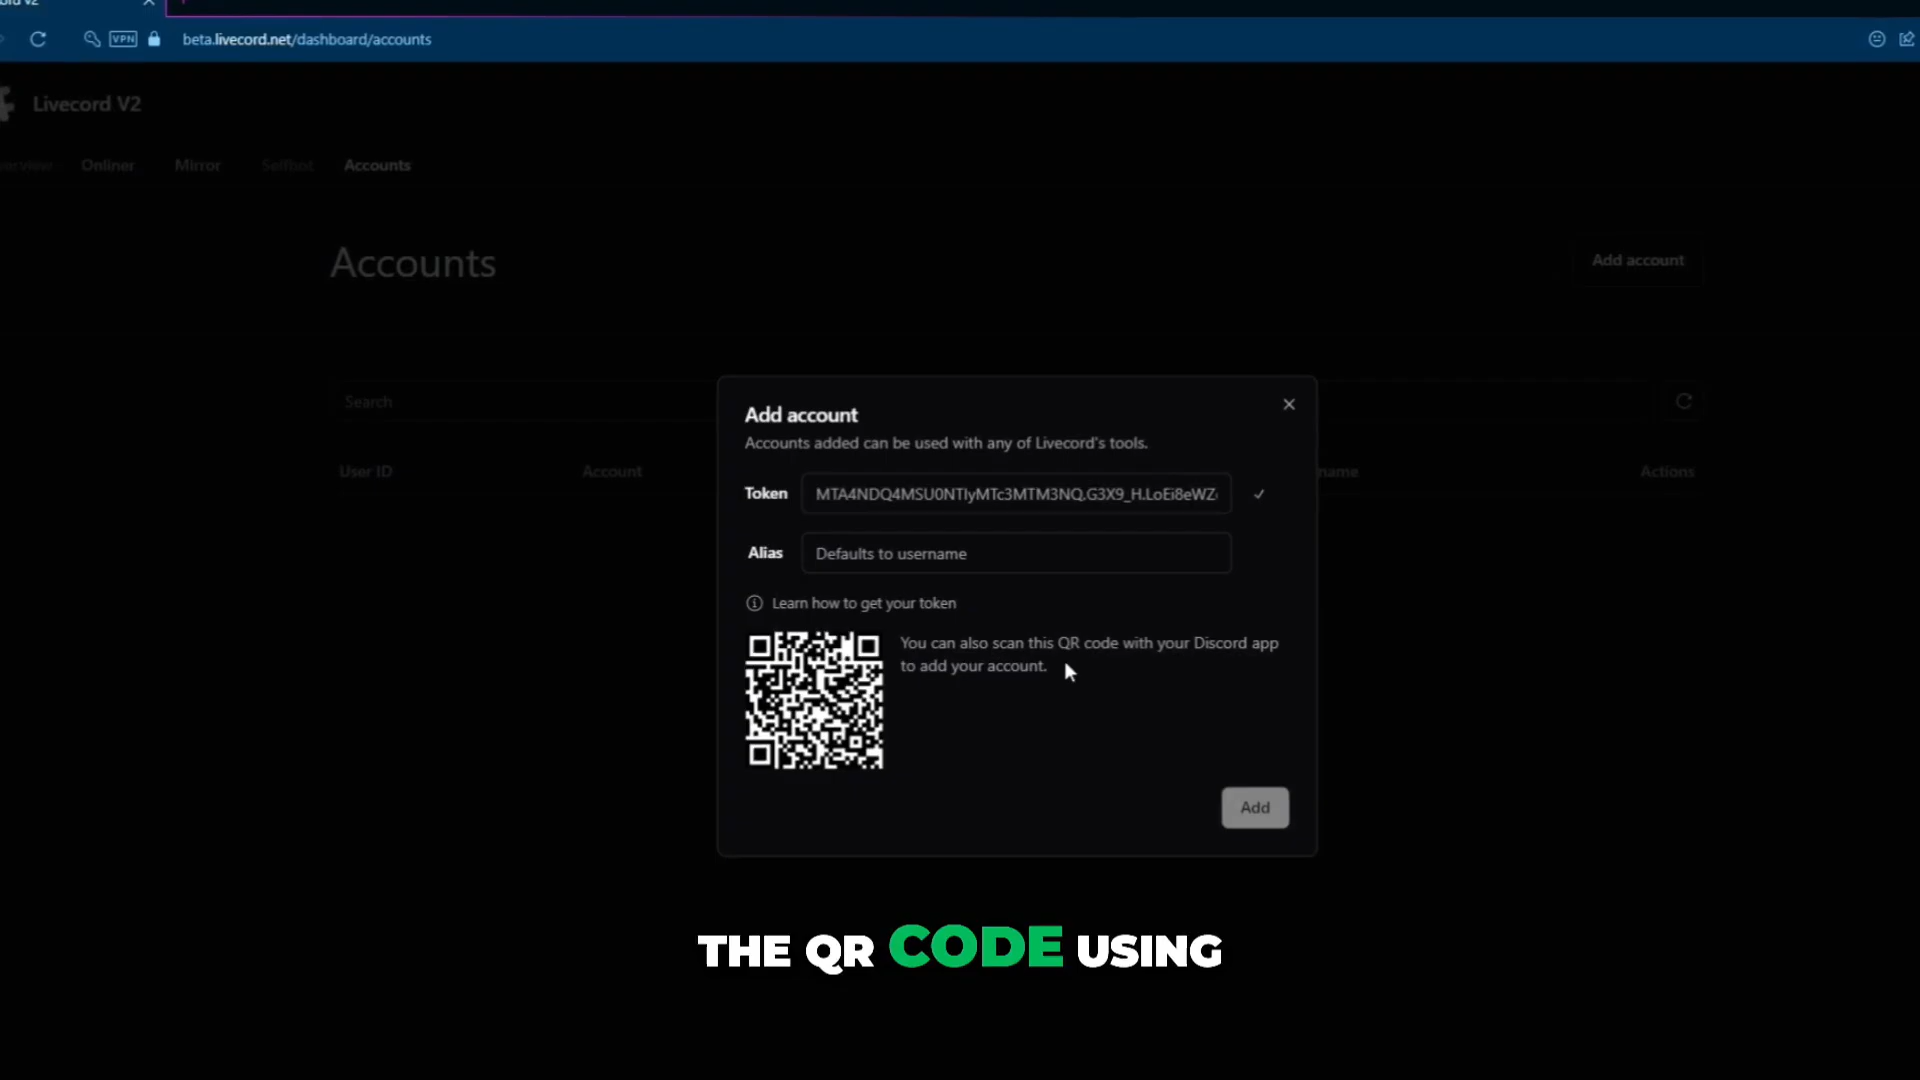 VPN beta.livecord.net/dashboard/accounts
Livecord V2
Onliner Mirror Selfbot Accounts
Accounts
Add account
Search
User ID Account name Actions
Add account
Accounts added can be used with any of Livecord's tools.
Token
Alias Defaults to username
Learn how to get your token
You can also scan this QR code with your Discord app
to add your account.
Add
THE QR CODE USING